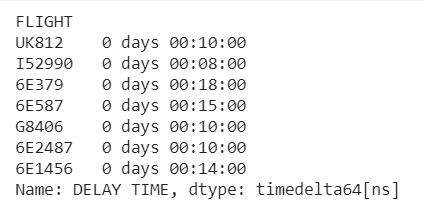 FLIGHT
UK812    0 days 00:10:00
I52990   0 days 00:08:00
6E379    0 days 00:18:00
6E587    0 days 00:15:00
G8406    0 days 00:10:00
6E2487   0 days 00:10:00
6E1456   0 days 00:14:00
Name: DELAY TIME, dtype: timedelta64[ns]